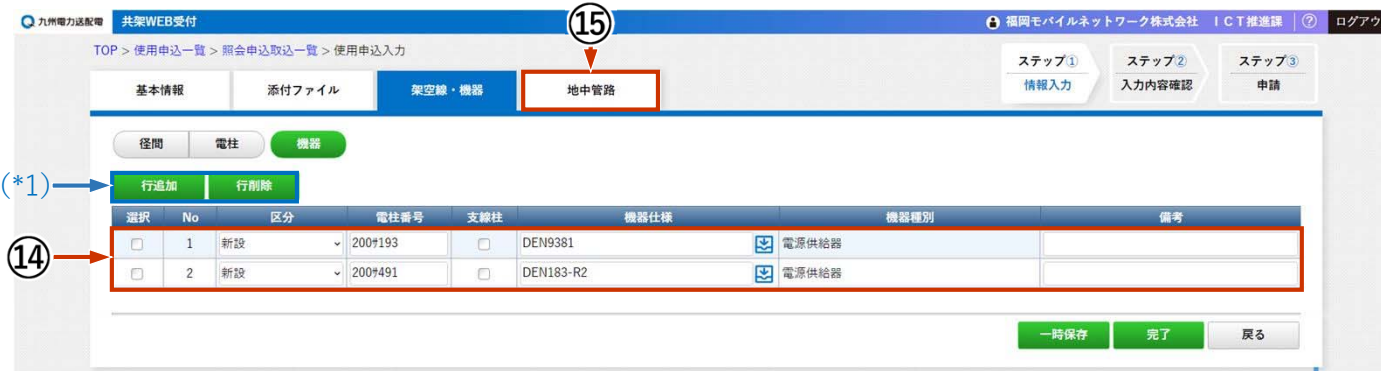 ⑮
九州電力送配電 共架WEB受付 福岡モバイルネットワーク株式会社 ICT推進課 ? ログアウ
TOP > 使用申込一覧 > 照会申込取込一覧 > 使用申込入力
ステップ① ステップ② ステップ③
情報入力 入力内容確認 申請
基本情報 添付ファイル 架空線・機器 地中管路
径間 電柱 機器
(*1) 行追加 行削除
選択 No 区分 電柱番号 支線柱 機器仕様 機器種別 備考
⑭
1 新設 200#193 DEN9381 電源供給器
2 新設 200#491 DEN183-R2 電源供給器
一時保存 完了 戻る